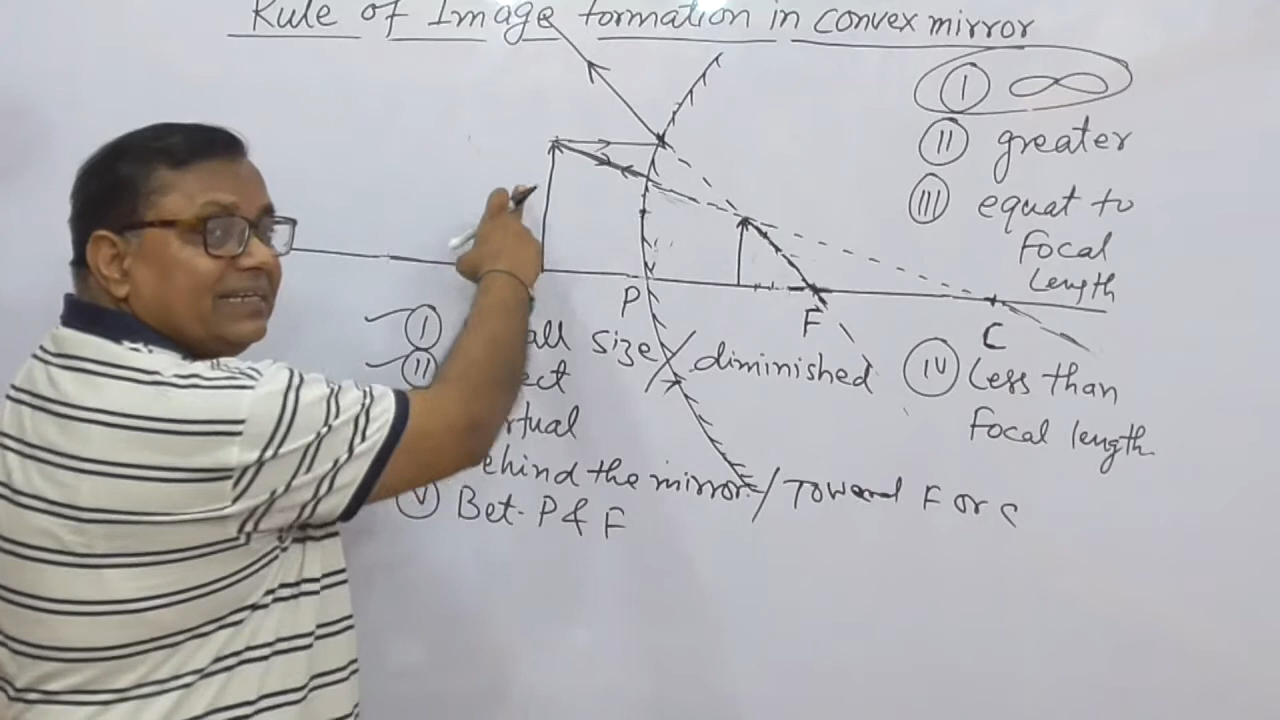 Rule of Image formation in convex mirror
I ∞
II greater
III equat to
Focal
Length
P
F
C
I all size / diminished
II ect
rtual
ehind the mirror / Toward F or C
V Bet. P & F
IV Less than
Focal length